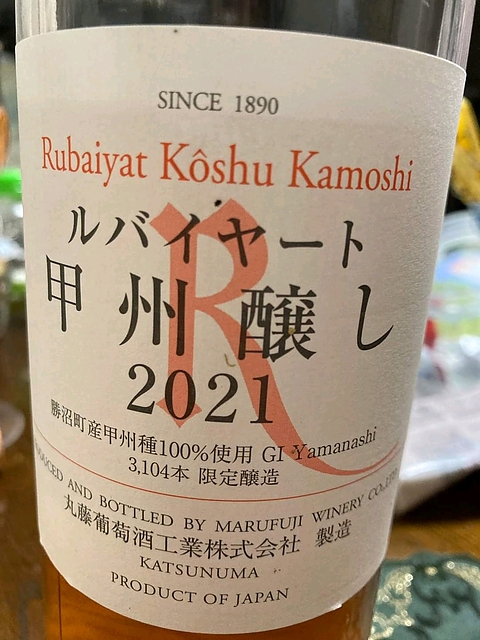 SINCE 1890
Rubaiyat Kôshu Kamoshi
ルバイヤート
甲州醸し
R
2021
勝沼町産甲州種100%使用 GI Yamanashi
3,104本 限定醸造
AND BOTTLED BY MARUFUJI WINERY CO.,LTD.
丸藤葡萄酒工業株式会社 製造
KATSUNUMA
PRODUCT OF JAPAN